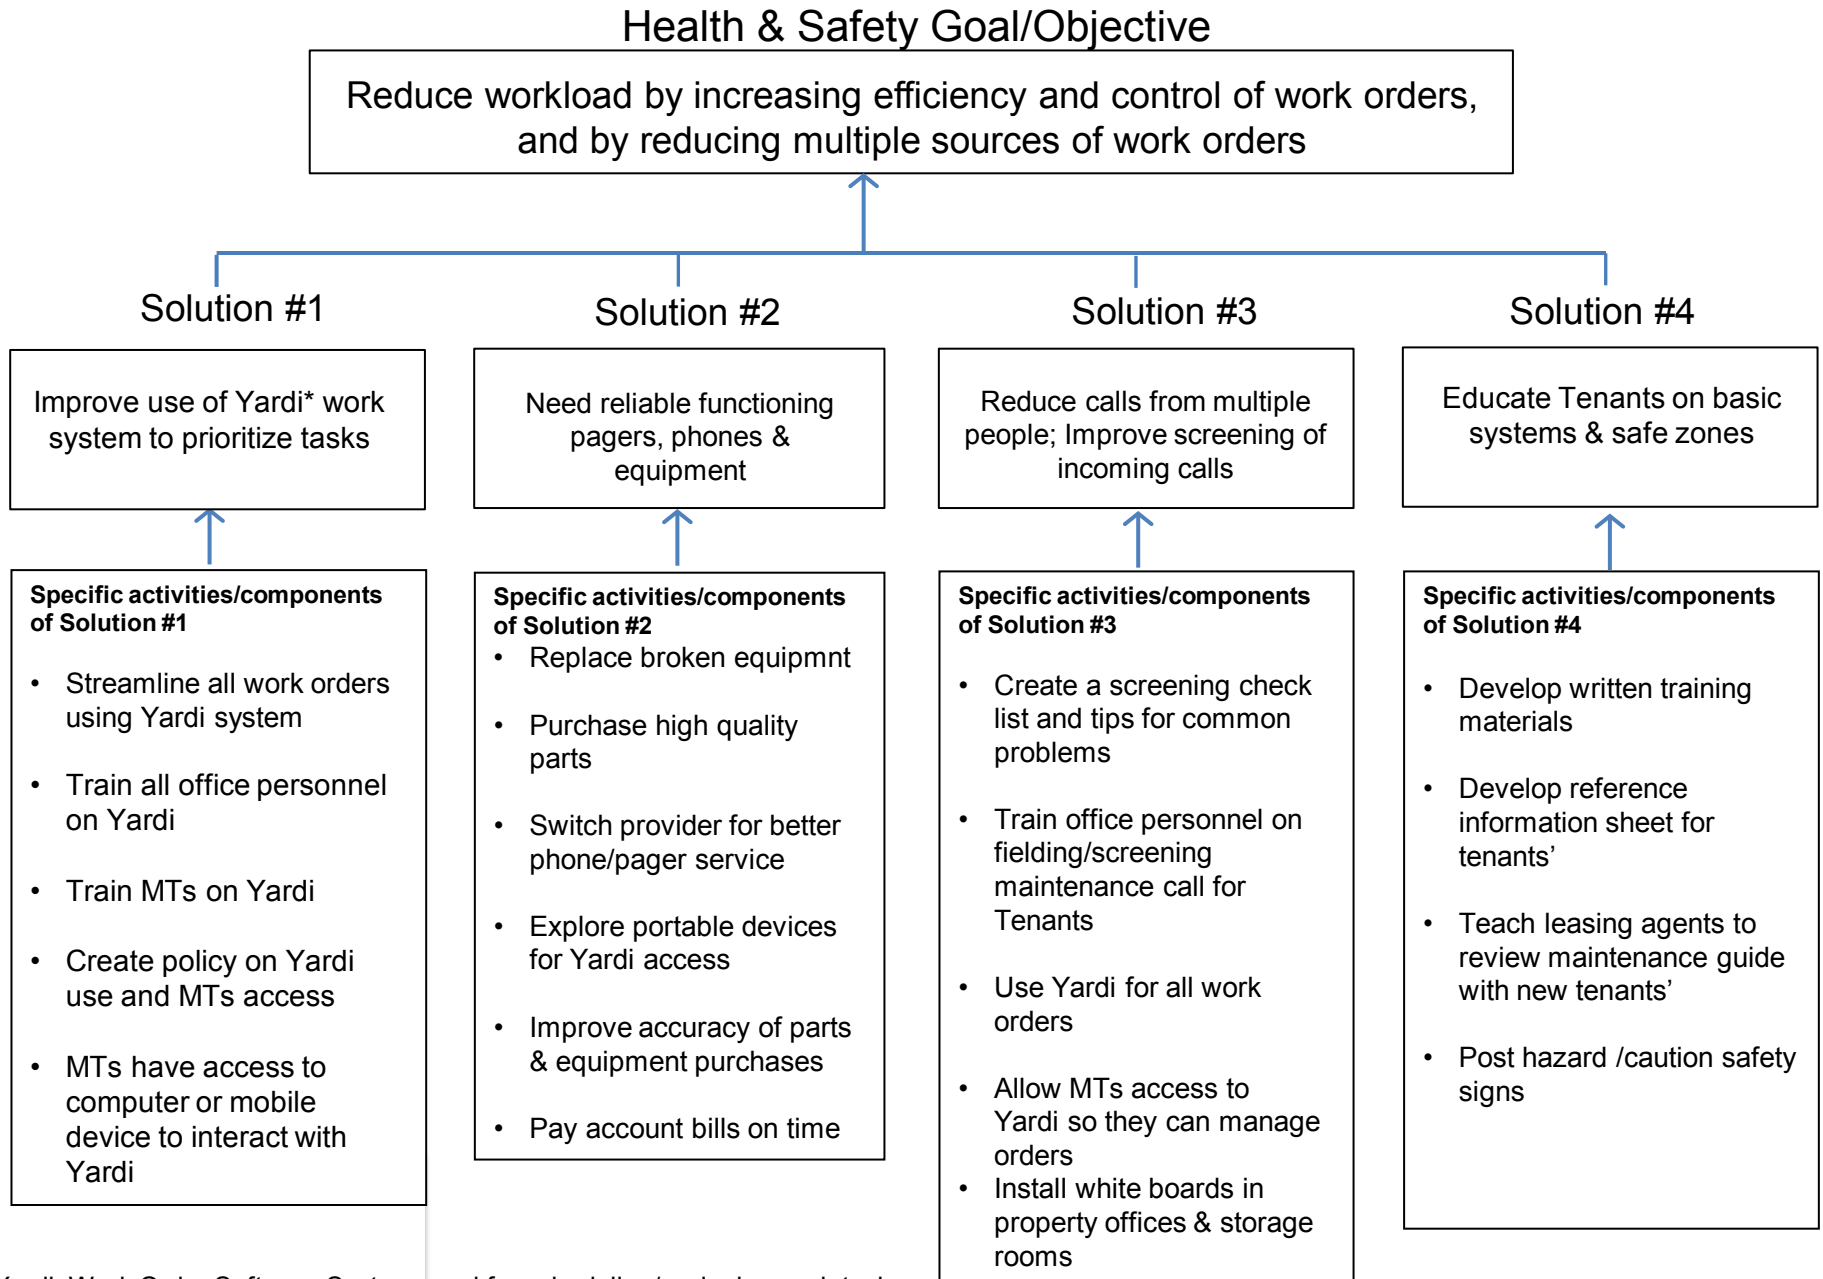 Health & Safety Goal/Objective
Reduce workload by increasing efficiency and control of work orders,
and by reducing multiple sources of work orders
Solution #1
Improve use of Yardi* work
system to prioritize tasks
Specific activities/components
of Solution #1
• Streamline all work orders
using Yardi system
• Train all office personnel
on Yardi
• Train MTs on Yardi
• Create policy on Yardi
use and MTs access
• MTs have access to
computer or mobile
device to interact with
Yardi
Solution #2
Need reliable functioning
pagers, phones &
equipment
Specific activities/components
of Solution #2
• Replace broken equipmnt
• Purchase high quality
parts
• Switch provider for better
phone/pager service
• Explore portable devices
for Yardi access
• Improve accuracy of parts
& equipment purchases
• Pay account bills on time
Solution #3
Reduce calls from multiple
people; Improve screening of
incoming calls
Specific activities/components
of Solution #3
• Create a screening check
list and tips for common
problems
• Train office personnel on
fielding/screening
maintenance call for
Tenants
• Use Yardi for all work
orders
• Allow MTs access to
Yardi so they can manage
orders
• Install white boards in
property offices & storage
rooms
Solution #4
Educate Tenants on basic
systems & safe zones
Specific activities/components
of Solution #4
• Develop written training
materials
• Develop reference
information sheet for
tenants’
• Teach leasing agents to
review maintenance guide
with new tenants’
• Post hazard /caution safety
signs